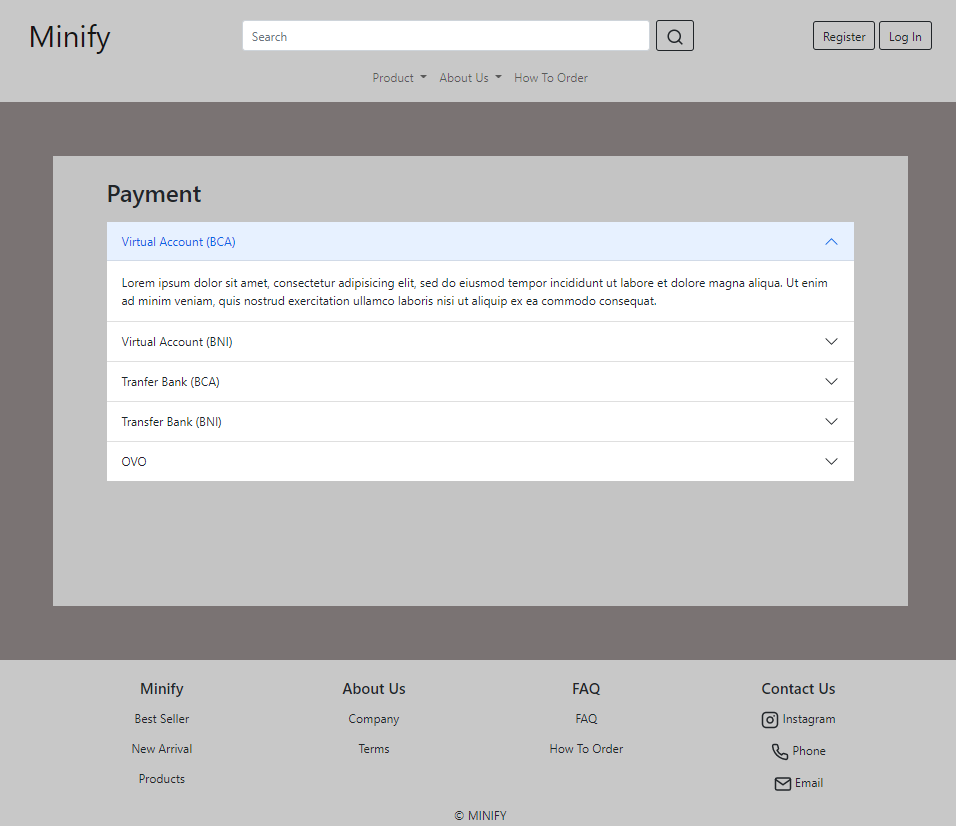 Minify
Search
Register
Log In
Product
About Us
How To Order
Payment
Virtual Account (BCA)
Lorem ipsum dolor sit amet, consectetur adipisicing elit, sed do eiusmod tempor incididunt ut labore et dolore magna aliqua. Ut enim
ad minim veniam, quis nostrud exercitation ullamco laboris nisi ut aliquip ex ea commodo consequat.
Virtual Account (BNI)
Tranfer Bank (BCA)
Transfer Bank (BNI)
OVO
Minify
Best Seller
New Arrival
Products
About Us
Company
Terms
FAQ
FAQ
How To Order
Contact Us
Instagram
Phone
Email
© MINIFY